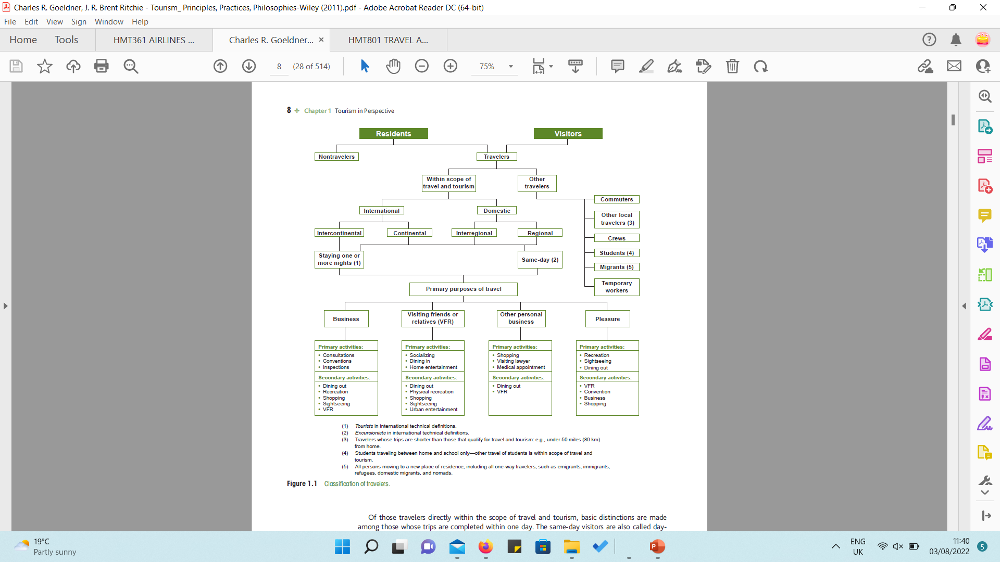 Charles R. Goeldner, J. R. Brent Ritchie - Tourism_ Principles, Practices, Philosophies-Wiley (2011).pdf - Adobe Acrobat Reader DC (64-bit)
File Edit View Sign Window Help
Home Tools HMT361 AIRLINES ... Charles R. Goeldner... × HMT801 TRAVEL A...
8 (28 of 514) 75%
8 Chapter 1 Tourism in Perspective
Residents Visitors
Nontravelers Travelers
Within scope of
travel and tourism
Other
travelers
Commuters
Other local
travelers (3)
Crews
Students (4)
Migrants (5)
Temporary
workers
International Domestic
Intercontinental Continental Interregional Regional
Staying one or
more nights (1)
Same-day (2)
Primary purposes of travel
Business
Visiting friends or
relatives (VFR)
Other personal
business
Pleasure
Primary activities:
• Consultations
• Conventions
• Inspections
Secondary activities:
• Dining out
• Recreation
• Shopping
• Sightseeing
• VFR
Primary activities:
• Socializing
• Dining in
• Home entertainment
Secondary activities:
• Dining out
• Physical recreation
• Shopping
• Sightseeing
• Urban entertainment
Primary activities:
• Shopping
• Visiting lawyer
• Medical appointment
Secondary activities:
• Dining out
• VFR
Primary activities:
• Recreation
• Sightseeing
• Dining out
Secondary activities:
• VFR
• Convention
• Business
• Shopping
(1) Tourists in international technical definitions.
(2) Excursionists in international technical definitions.
(3) Travelers whose trips are shorter than those that qualify for travel and tourism: e.g., under 50 miles (80 km)
from home.
(4) Students traveling between home and school only—other travel of students is within scope of travel and
tourism.
(5) All persons moving to a new place of residence, including all one-way travelers, such as emigrants, immigrants,
refugees, domestic migrants, and nomads.
Figure 1.1 Classification of travelers.
Of those travelers directly within the scope of travel and tourism, basic distinctions are made
among those whose trips are completed within one day. The same-day visitors are also called day-
19°C
Partly sunny
ENG
UK
11:40
03/08/2022
5